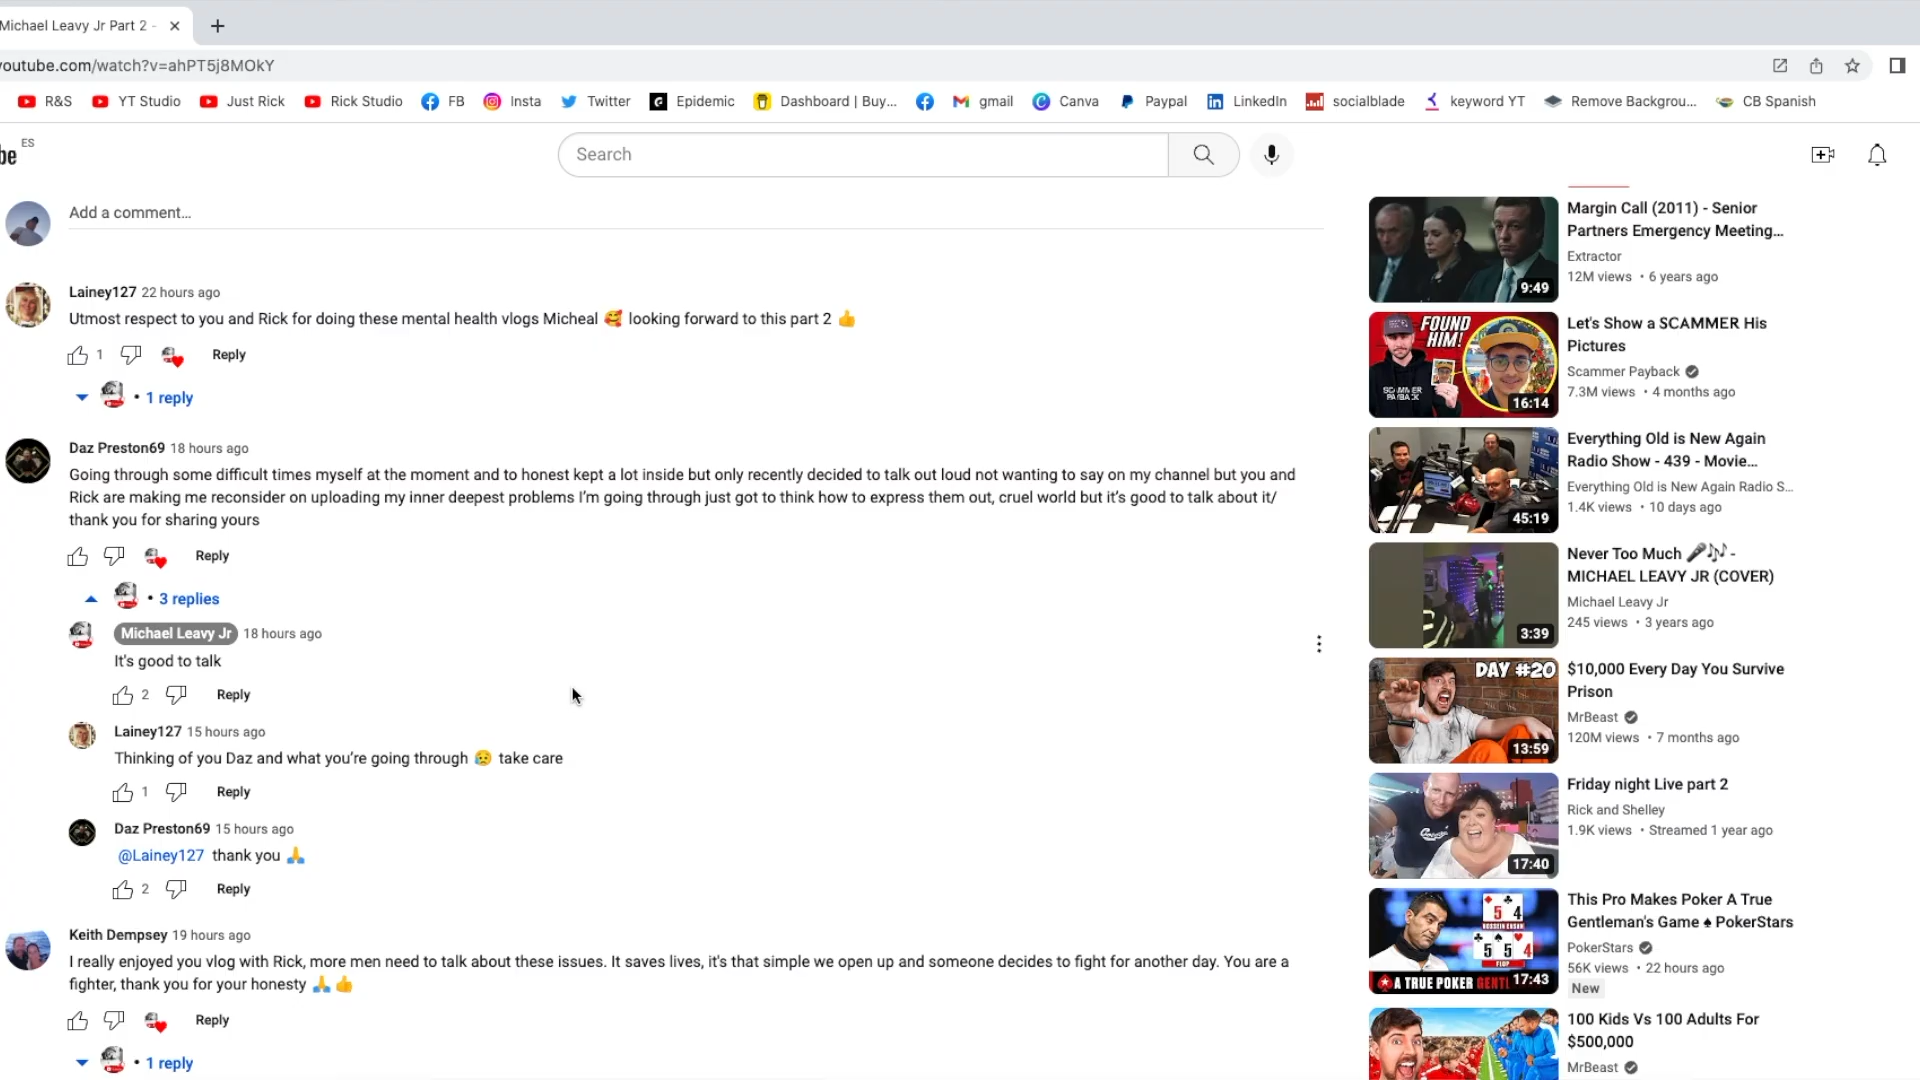 Michael Leavy Jr Part 2 -
youtube.com/watch?v=ahPT5j8MOkY
R&S YT Studio Just Rick Rick Studio FB Insta Twitter Epidemic Dashboard | Buy... gmail Canva Paypal LinkedIn socialblade keyword YT Remove Backgrou... CB Spanish
be ES
Search
Add a comment...
Lainey127 22 hours ago
Utmost respect to you and Rick for doing these mental health vlogs Micheal 🥰 looking forward to this part 2 👍
1 Reply
• 1 reply
Daz Preston69 18 hours ago
Going through some difficult times myself at the moment and to honest kept a lot inside but only recently decided to talk out loud not wanting to say on my channel but you and
Rick are making me reconsider on uploading my inner deepest problems I'm going through just got to think how to express them out, cruel world but it's good to talk about it/
thank you for sharing yours
Reply
• 3 replies
Michael Leavy Jr 18 hours ago
It's good to talk
2 Reply
Lainey127 15 hours ago
Thinking of you Daz and what you're going through 😥 take care
1 Reply
Daz Preston69 15 hours ago
@Lainey127 thank you 🙏
2 Reply
Keith Dempsey 19 hours ago
I really enjoyed you vlog with Rick, more men need to talk about these issues. It saves lives, it's that simple we open up and someone decides to fight for another day. You are a
fighter, thank you for your honesty 🙏👍
Reply
• 1 reply
9:49
Margin Call (2011) - Senior
Partners Emergency Meeting...
Extractor
12M views • 6 years ago
FOUND
HIM!
SCAMMER
PAYBACK
16:14
Let's Show a SCAMMER His
Pictures
Scammer Payback
7.3M views • 4 months ago
45:19
Everything Old is New Again
Radio Show - 439 - Movie...
Everything Old is New Again Radio S...
1.4K views • 10 days ago
3:39
Never Too Much 🎤🎶 -
MICHAEL LEAVY JR (COVER)
Michael Leavy Jr
245 views • 3 years ago
DAY #20
13:59
$10,000 Every Day You Survive
Prison
MrBeast
120M views • 7 months ago
17:40
Friday night Live part 2
Rick and Shelley
1.9K views • Streamed 1 year ago
5 4
HOSSEIN ENSAN
5 5 4
FLOP
A TRUE POKER GENTL
17:43
This Pro Makes Poker A True
Gentleman's Game ♠ PokerStars
PokerStars
56K views • 22 hours ago
New
100 Kids Vs 100 Adults For
$500,000
MrBeast